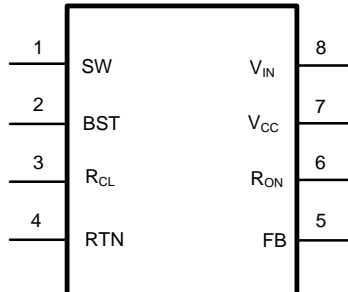 1 SW V_IN 8
2 BST V_CC 7
3 R_CL R_ON 6
4 RTN FB 5